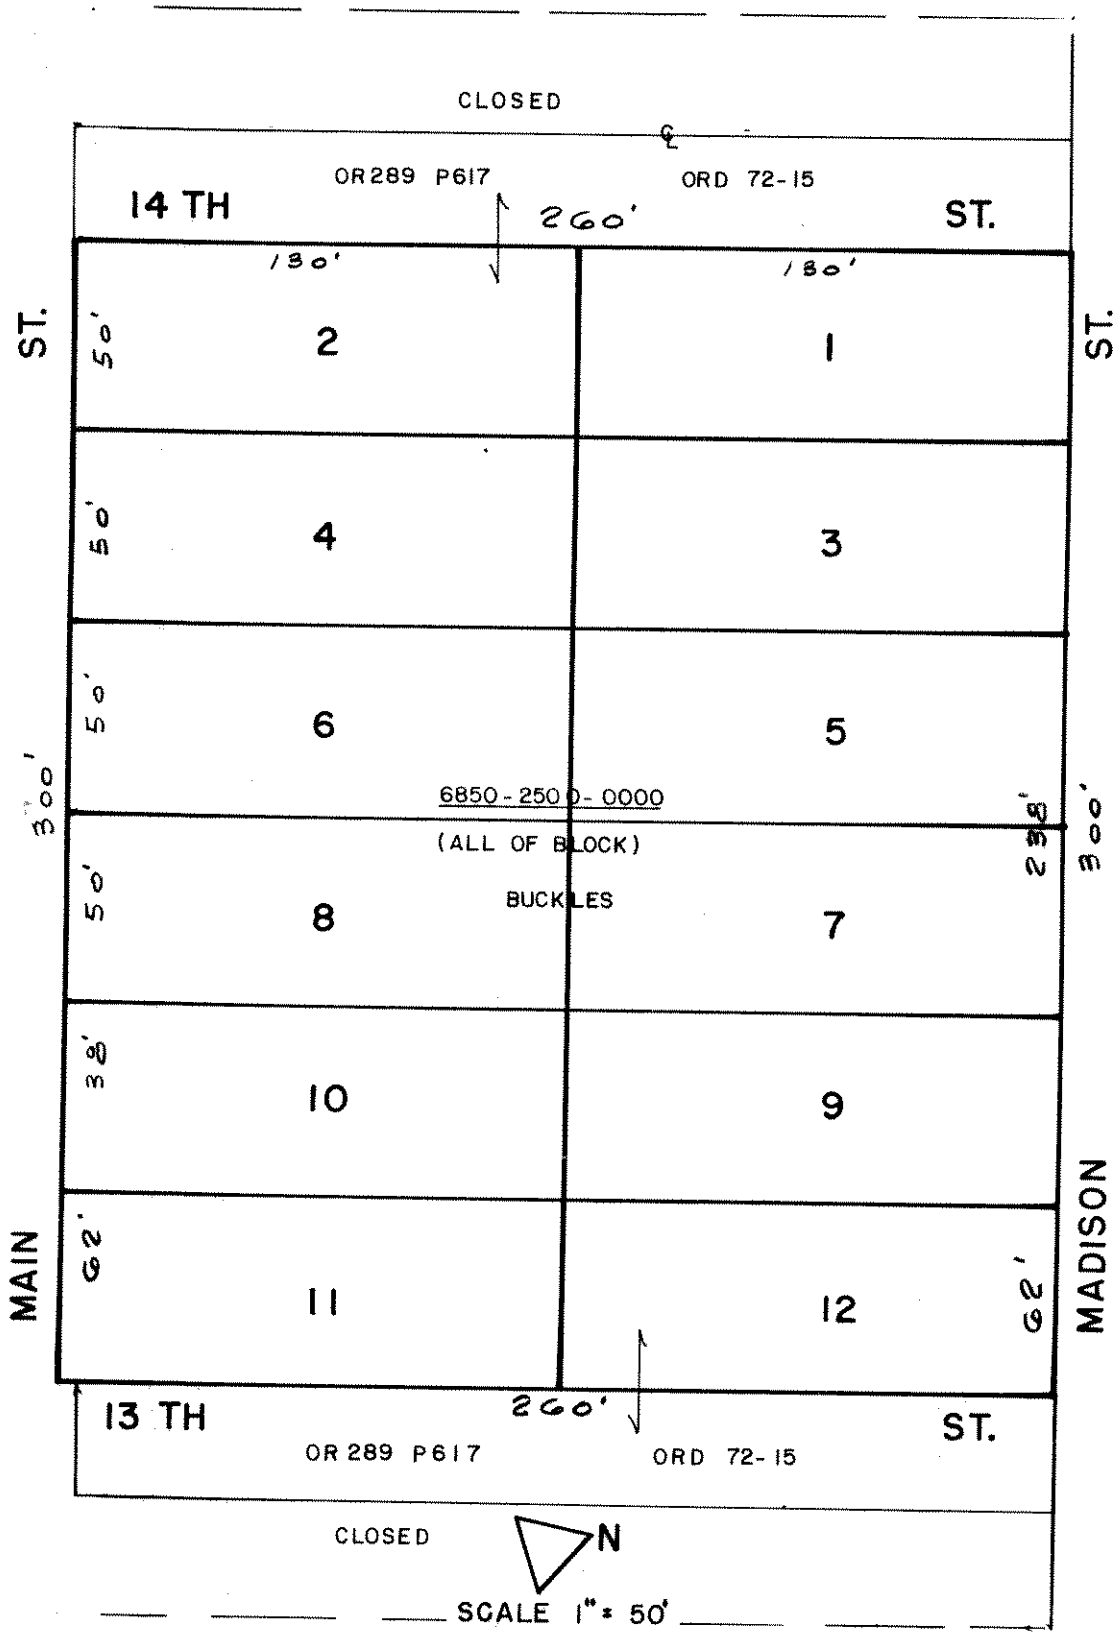 CLOSED
℄
OR 289 P617 ORD 72-15
14 TH 260' ST.
130' 130'
ST. 50' 2 1 ST.
50' 4 3
50' 6 5
300' 6850-2500-0000 238' 300'
(ALL OF BLOCK)
50' 8 BUCKLES 7
38' 10 9
MAIN 62' 11 12 62' MADISON
13 TH 260' ST.
OR 289 P617 ORD 72-15
CLOSED N
SCALE 1" = 50'